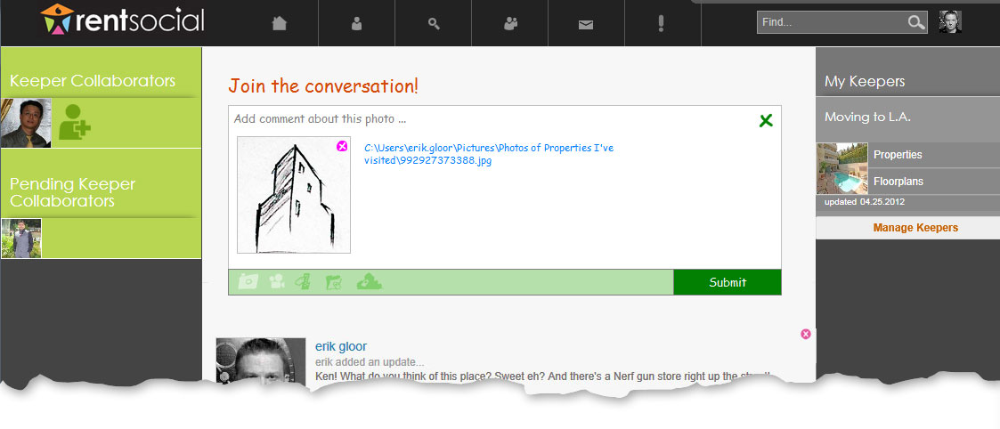 rentsocial
Find...
Keeper Collaborators
Pending Keeper
Collaborators
Join the conversation!
Add comment about this photo ...
C:\Users\erik.gloor\Pictures\Photos of Properties I've
visited\992927373388.jpg
Submit
erik gloor
erik added an update...
Ken! What do you think of this place? Sweet eh? And there's a Nerf gun store right up the street!
My Keepers
Moving to L.A.
Properties
Floorplans
updated 04.25.2012
Manage Keepers